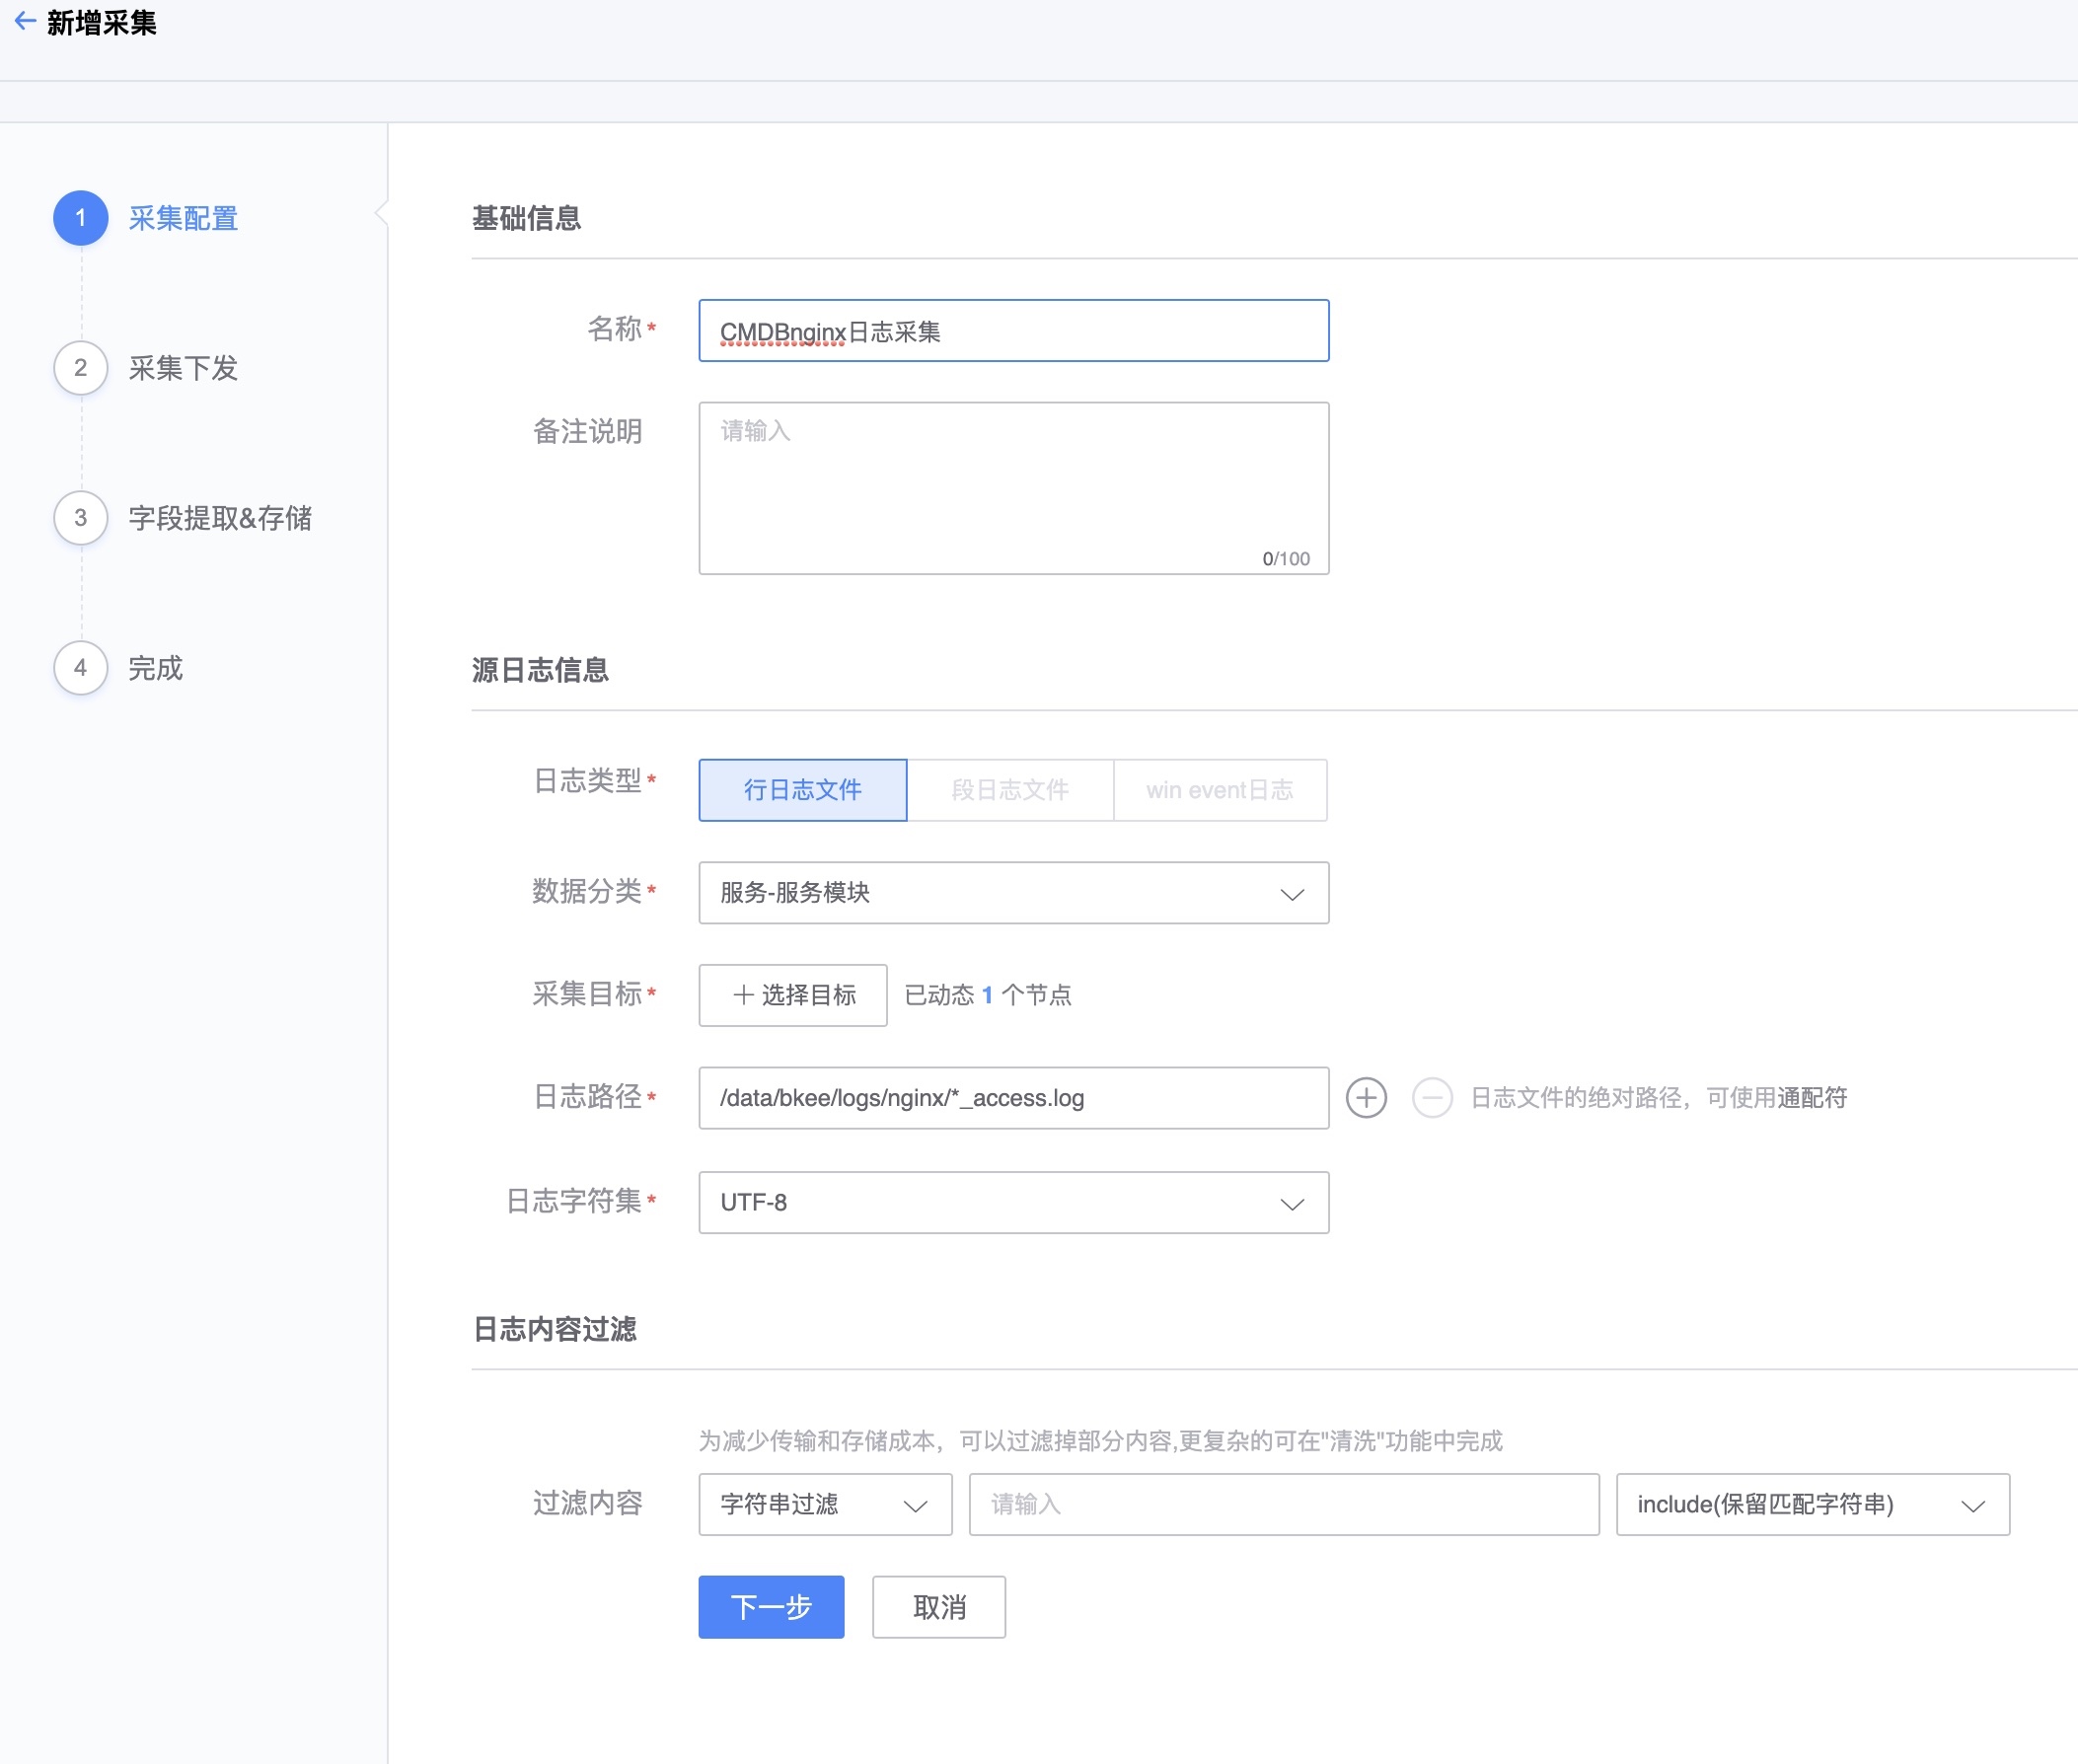 新增采集
1 采集配置
2 采集下发
3 字段提取&存储
4 完成
基础信息
名称* CMDBnginx日志采集
备注说明 请输入
0/100
源日志信息
日志类型* 行日志文件 段日志文件 win event日志
数据分类* 服务-服务模块
采集目标* 选择目标 已动态 1 个节点
日志路径* /data/bkee/logs/nginx/*_access.log 日志文件的绝对路径，可使用通配符
日志字符集* UTF-8
日志内容过滤
为减少传输和存储成本，可以过滤掉部分内容,更复杂的可在"清洗"功能中完成
过滤内容 字符串过滤 请输入 include(保留匹配字符串)
下一步 取消